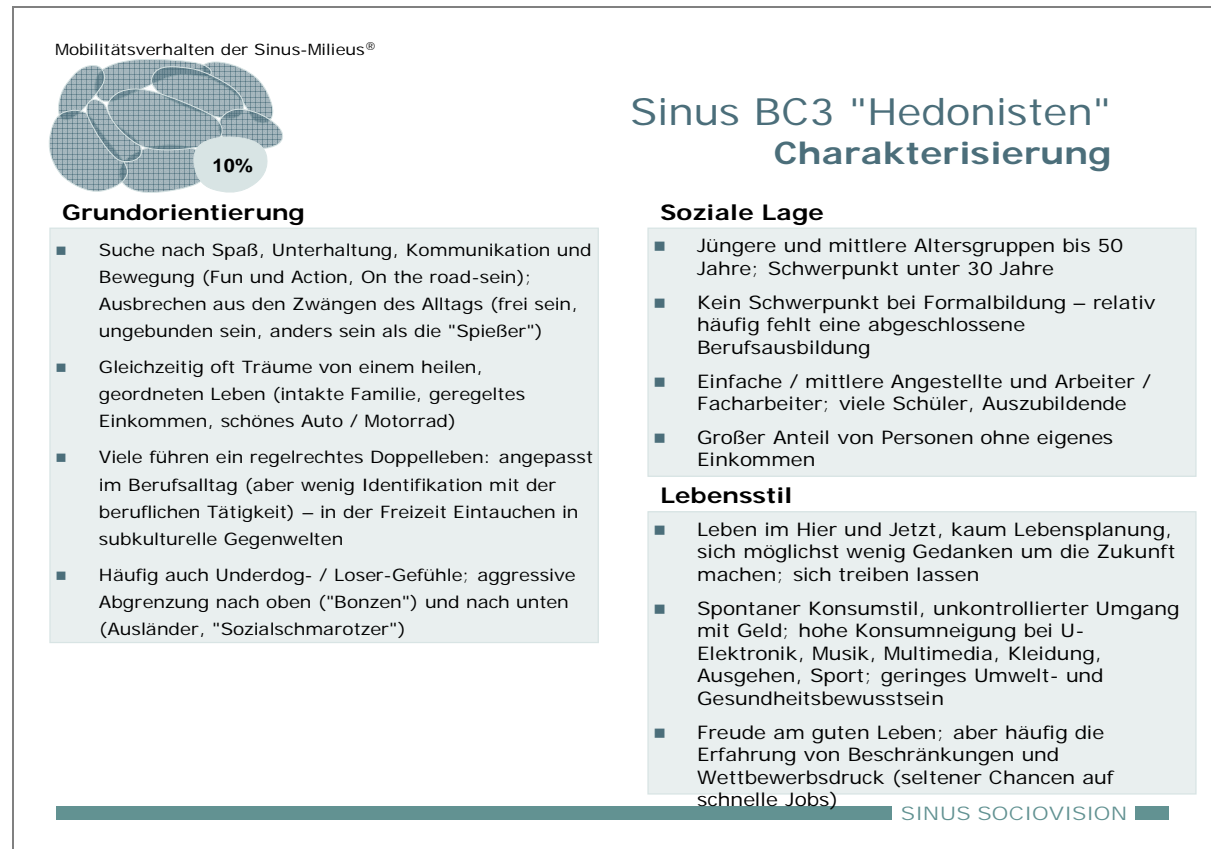 Mobilitätsverhalten der Sinus-Milieus®
10%
Sinus BC3 "Hedonisten"
Charakterisierung
Grundorientierung
■ Suche nach Spaß, Unterhaltung, Kommunikation und
Bewegung (Fun und Action, On the road-sein);
Ausbrechen aus den Zwängen des Alltags (frei sein,
ungebunden sein, anders sein als die "Spießer")
■ Gleichzeitig oft Träume von einem heilen,
geordneten Leben (intakte Familie, geregeltes
Einkommen, schönes Auto / Motorrad)
■ Viele führen ein regelrechtes Doppelleben: angepasst
im Berufsalltag (aber wenig Identifikation mit der
beruflichen Tätigkeit) – in der Freizeit Eintauchen in
subkulturelle Gegenwelten
■ Häufig auch Underdog- / Loser-Gefühle; aggressive
Abgrenzung nach oben ("Bonzen") und nach unten
(Ausländer, "Sozialschmarotzer")
Soziale Lage
■ Jüngere und mittlere Altersgruppen bis 50
Jahre; Schwerpunkt unter 30 Jahre
■ Kein Schwerpunkt bei Formalbildung – relativ
häufig fehlt eine abgeschlossene
Berufsausbildung
■ Einfache / mittlere Angestellte und Arbeiter /
Facharbeiter; viele Schüler, Auszubildende
■ Großer Anteil von Personen ohne eigenes
Einkommen
Lebensstil
■ Leben im Hier und Jetzt, kaum Lebensplanung,
sich möglichst wenig Gedanken um die Zukunft
machen; sich treiben lassen
■ Spontaner Konsumstil, unkontrollierter Umgang
mit Geld; hohe Konsumneigung bei U-
Elektronik, Musik, Multimedia, Kleidung,
Ausgehen, Sport; geringes Umwelt- und
Gesundheitsbewusstsein
■ Freude am guten Leben; aber häufig die
Erfahrung von Beschränkungen und
Wettbewerbsdruck (seltener Chancen auf
schnelle Jobs)
SINUS SOCIOVISION